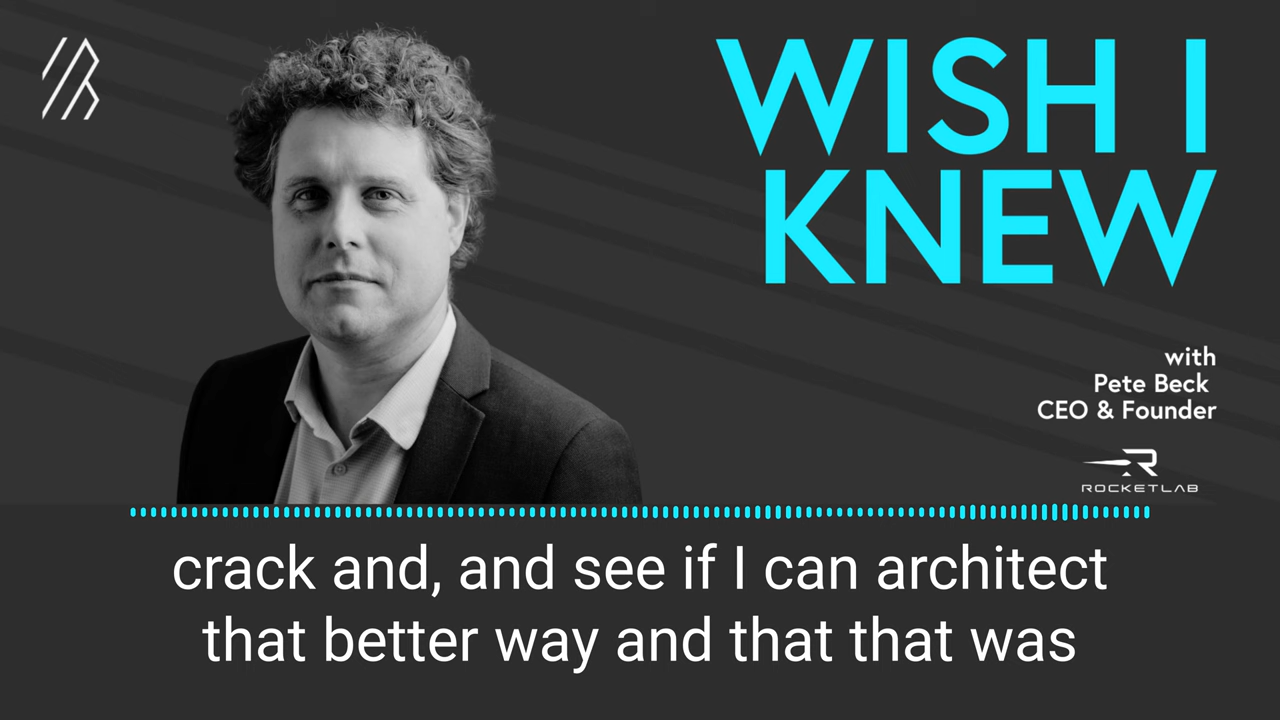 WISH I
KNEW
with
Pete Beck
CEO & Founder
ROCKETLAB
crack and, and see if I can architect
that better way and that that was